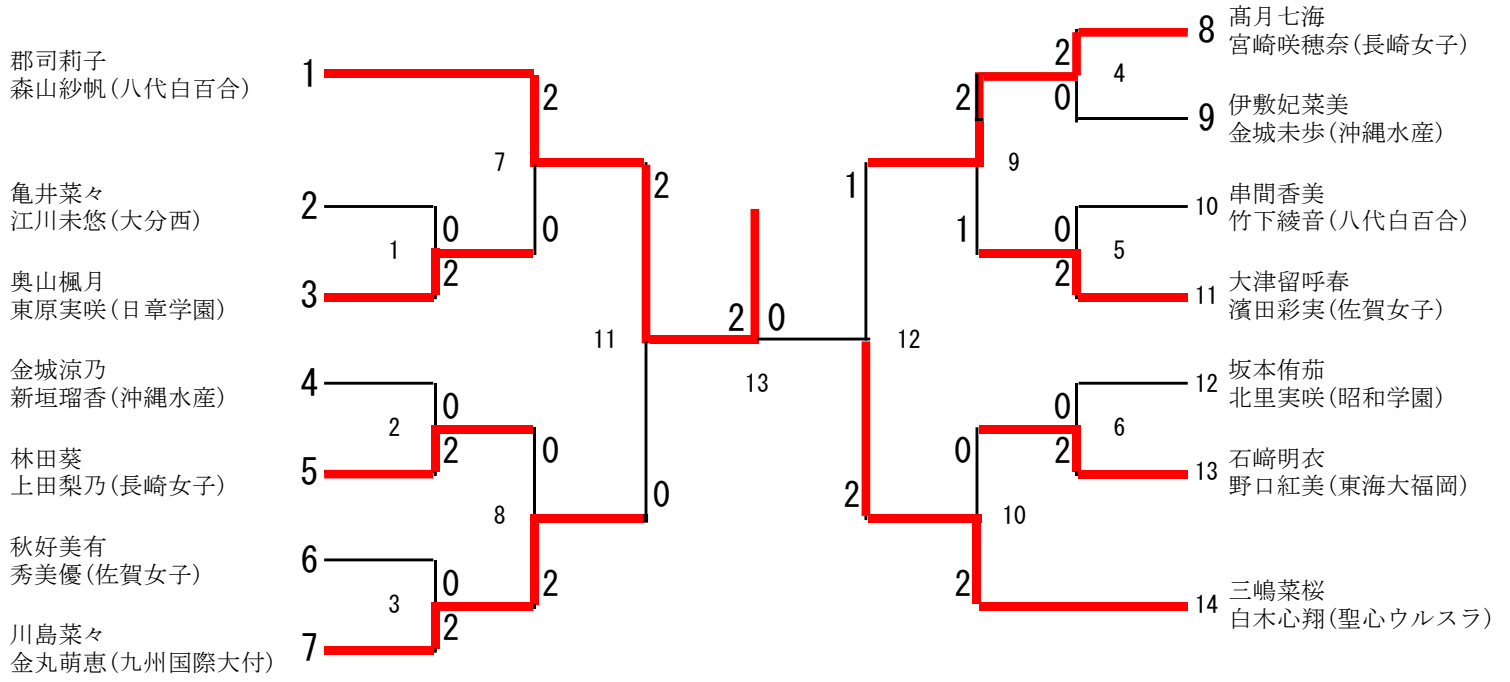 郡司莉子
森山紗帆(八代白百合)
1
亀井菜々
江川未悠(大分西)
2
奥山楓月
東原実咲(日章学園)
3
金城涼乃
新垣瑠香(沖縄水産)
4
林田葵
上田梨乃(長崎女子)
5
秋好美有
秀美優(佐賀女子)
6
川島菜々
金丸萌恵(九州国際大付)
7
1
0
2
2
0
2
3
0
2
7
2
0
8
0
2
11
2
0
2 0
13
12
1
2
9
2
1
10
0
2
4
2
0
5
0
2
6
0
2
8
髙月七海
宮崎咲穂奈(長崎女子)
9
伊敷妃菜美
金城未歩(沖縄水産)
10
串間香美
竹下綾音(八代白百合)
11
大津留呼春
濱田彩実(佐賀女子)
12
坂本侑茄
北里実咲(昭和学園)
13
石﨑明衣
野口紅美(東海大福岡)
14
三嶋菜桜
白木心翔(聖心ウルスラ)